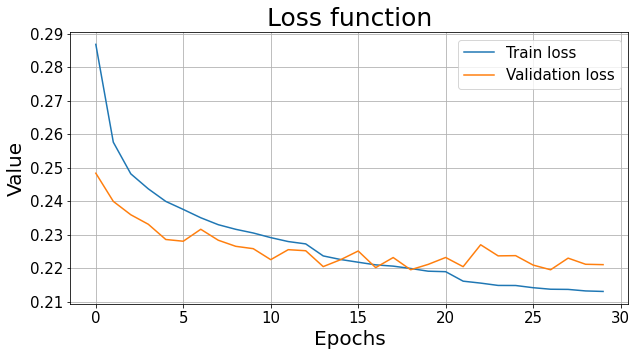 Loss function
Value
0.29
0.28
0.27
0.26
0.25
0.24
0.23
0.22
0.21
Train loss
Validation loss
0 5 10 15 20 25 30
Epochs